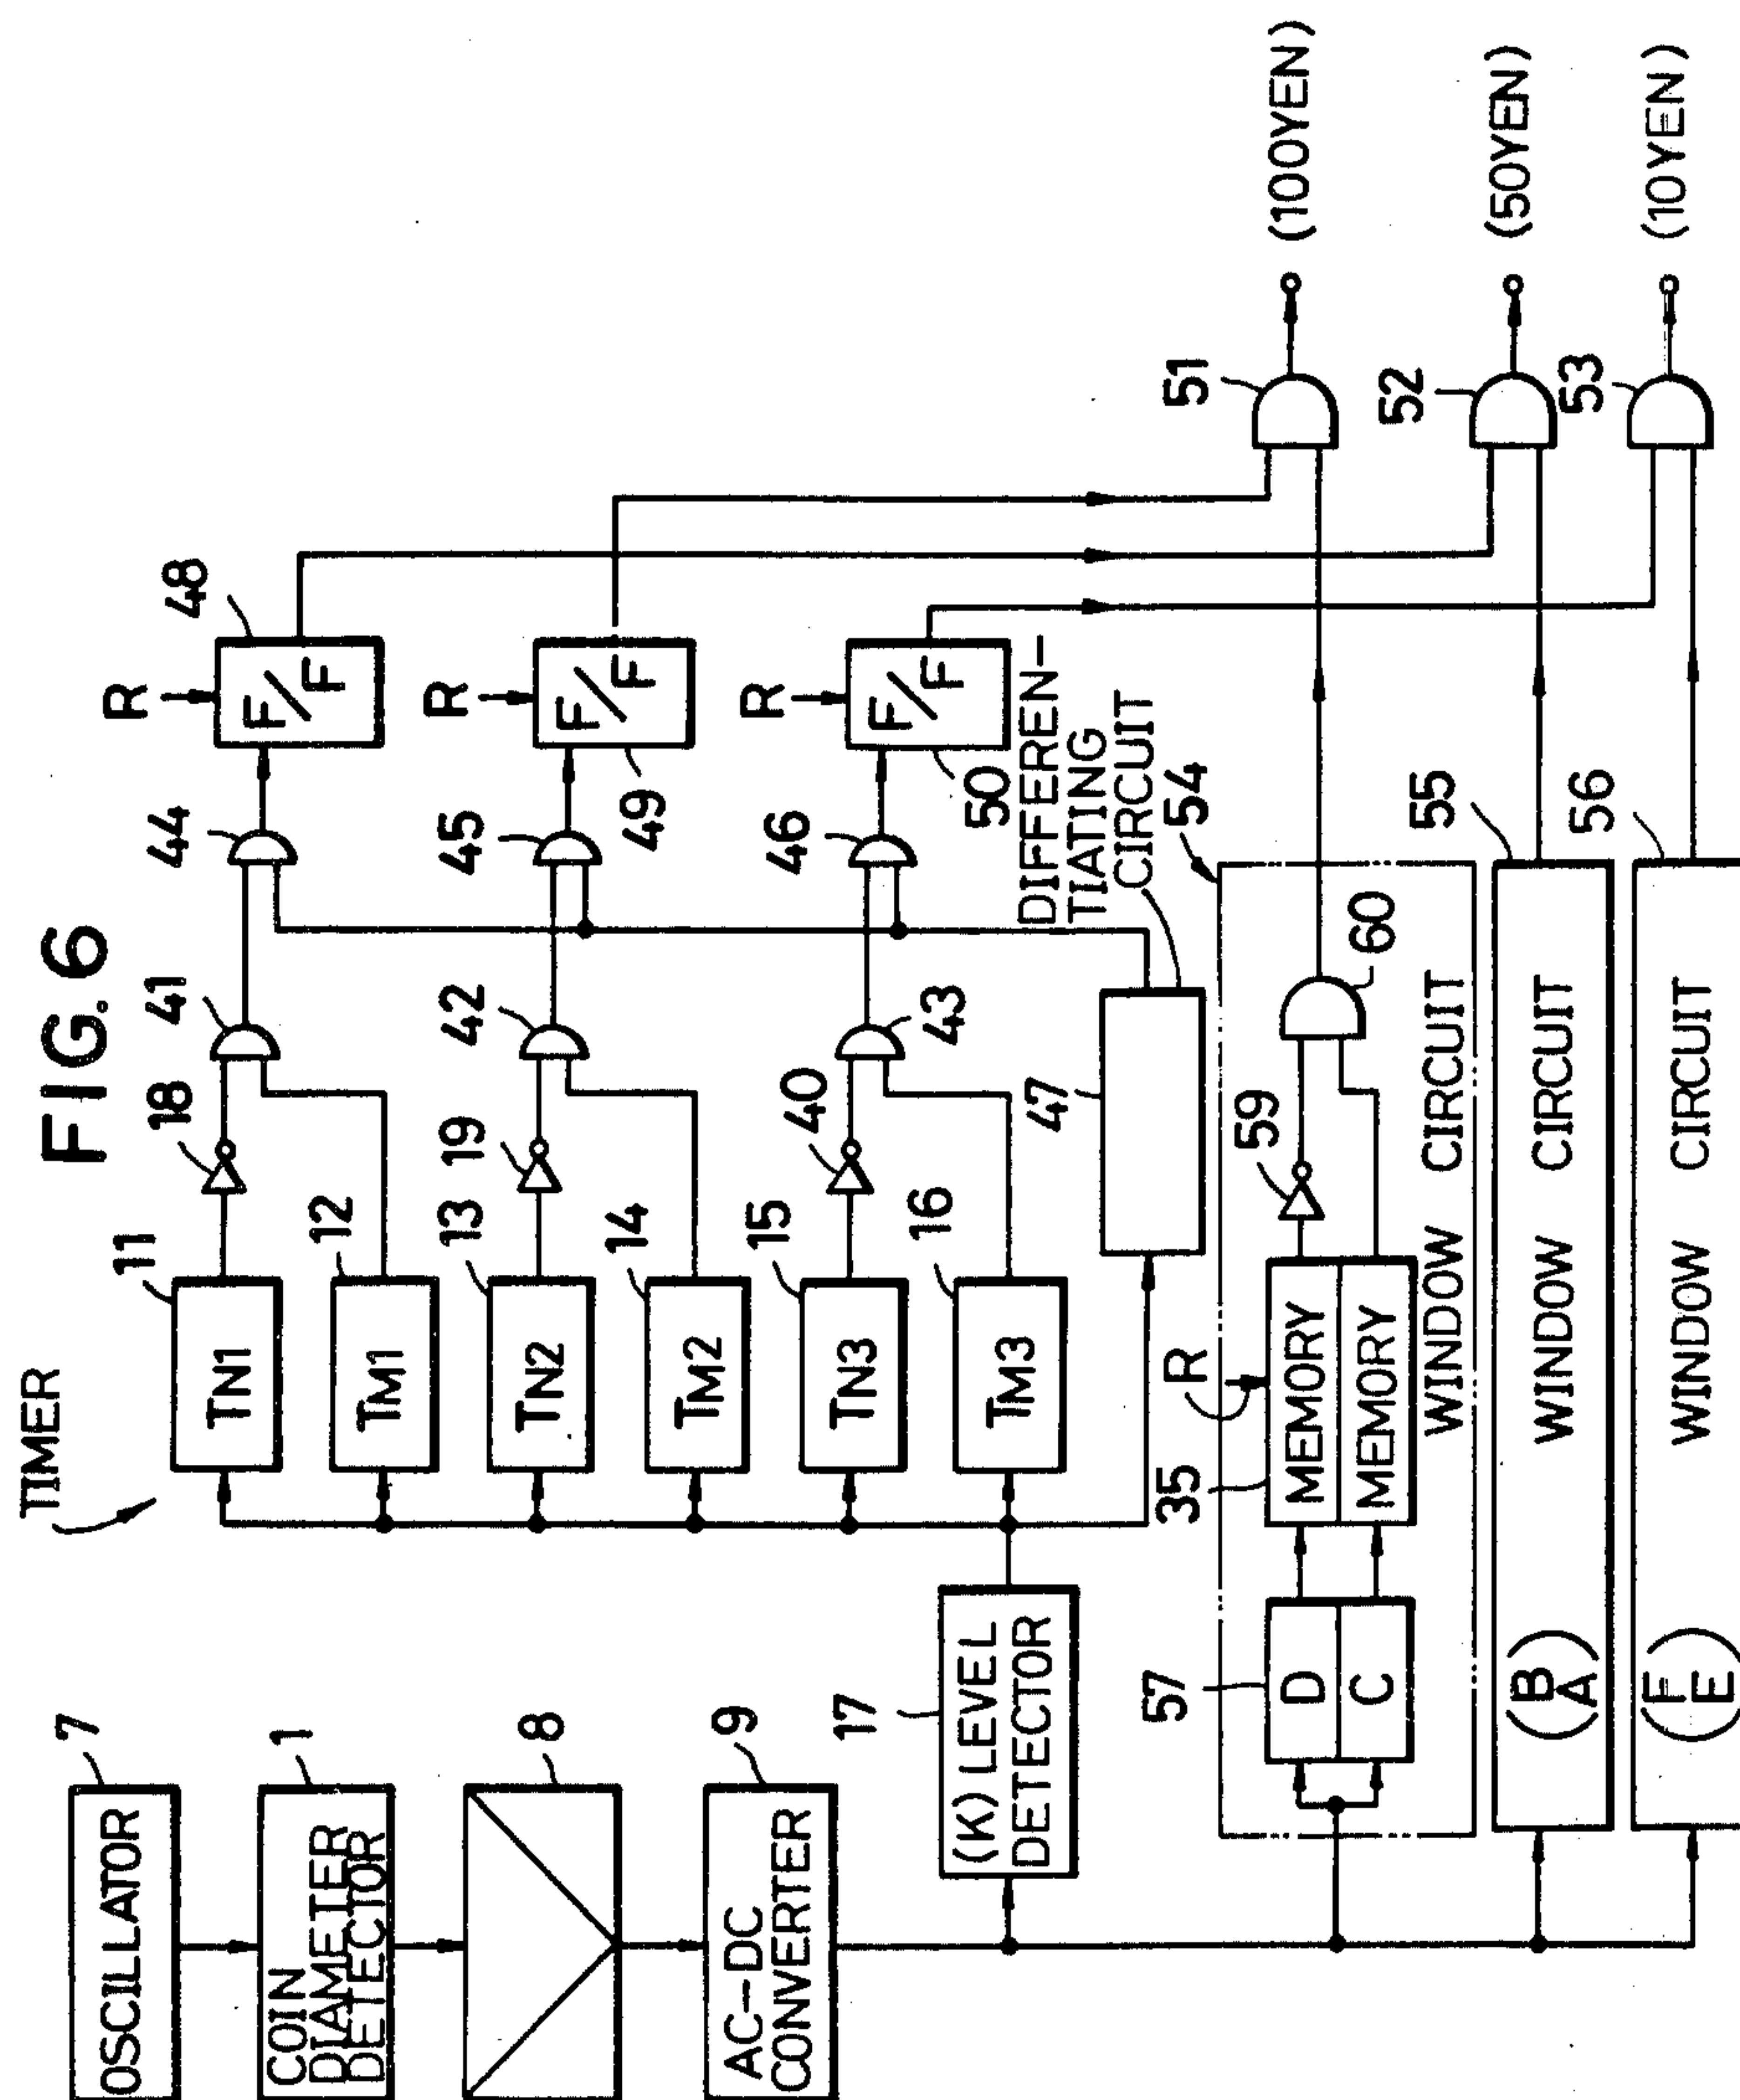 FIG. 6
TIMER
7
OSCILLATOR
1
COIN
DIAMETER
DETECTOR
8
9
AC-DC
CONVERTER
17
(K) LEVEL
DETECTOR
11
TN1
12
TM1
13
TN2
14
TM2
15
TN3
16
TM3
18
19
40
41
42
43
44
45
46
47
DIFFEREN-
TIATING
CIRCUIT
R
48
F/F
R
49
F/F
R
50
F/F
51
(100YEN)
52
(50YEN)
53
(10YEN)
54
57
D
C
35
R
MEMORY
MEMORY
59
60
WINDOW CIRCUIT
55
(B
A)
WINDOW CIRCUIT
56
(F
E)
WINDOW CIRCUIT